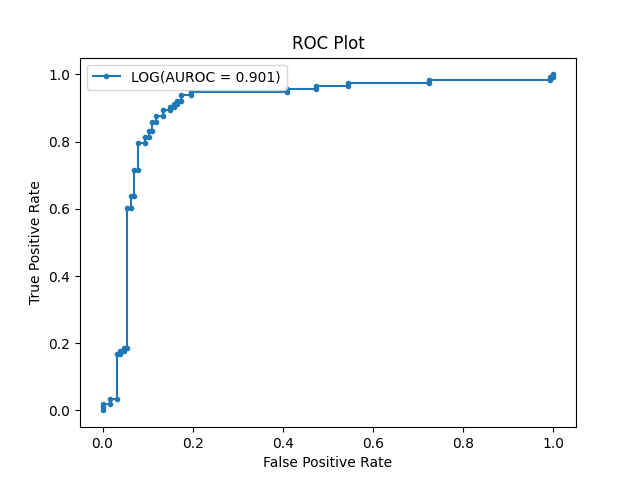 ROC Plot
LOG(AUROC = 0.901)
1.0
0.8
0.6
0.4
0.2
0.0
True Positive Rate
0.0 0.2 0.4 0.6 0.8 1.0
False Positive Rate